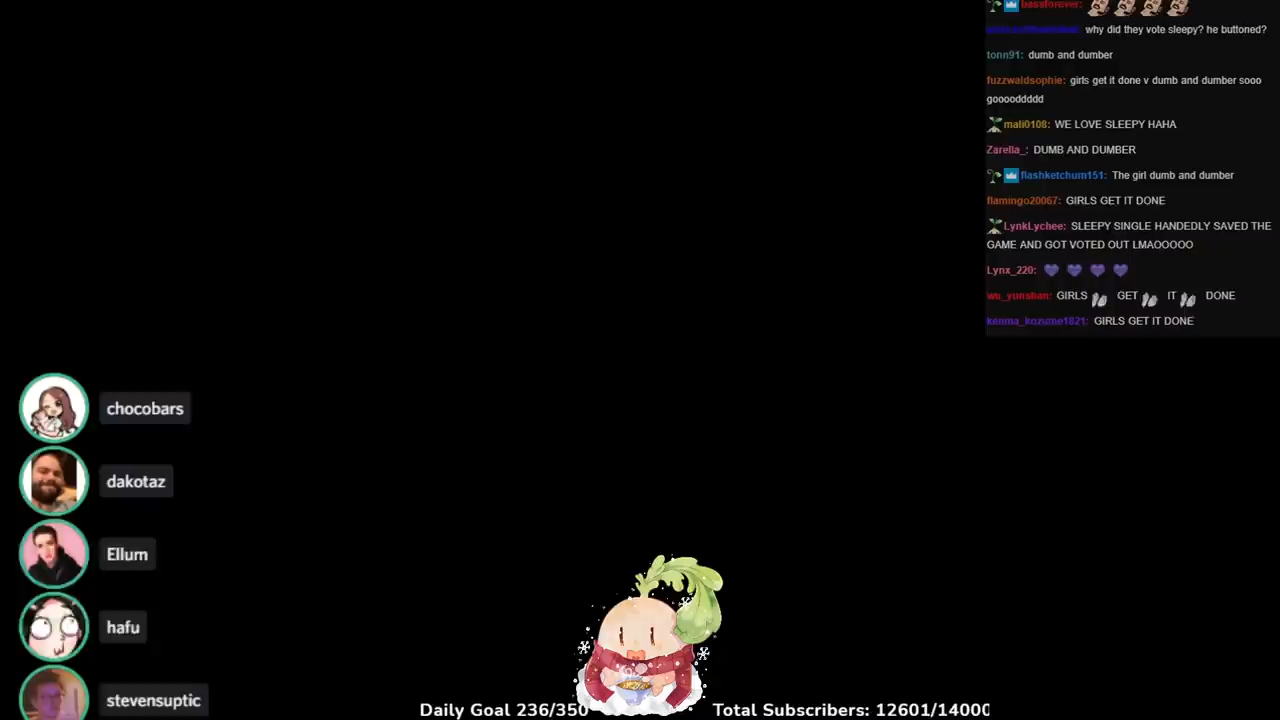 bassforever:
why did they vote sleepy? he buttoned?
tonn91: dumb and dumber
fuzzwaldsophie: girls get it done v dumb and dumber sooo
gooooddddd
mali0108: WE LOVE SLEEPY HAHA
Zarella_: DUMB AND DUMBER
flashketchum151: The girl dumb and dumber
flamingo20067: GIRLS GET IT DONE
LynkLychee: SLEEPY SINGLE HANDEDLY SAVED THE
GAME AND GOT VOTED OUT LMAOOOOO
Lynx_220:
wu_yunshan: GIRLS GET IT DONE
kenma_kozume1821: GIRLS GET IT DONE
chocobars
dakotaz
Ellum
hafu
stevensuptic
Daily Goal 236/350
Total Subscribers: 12601/14000